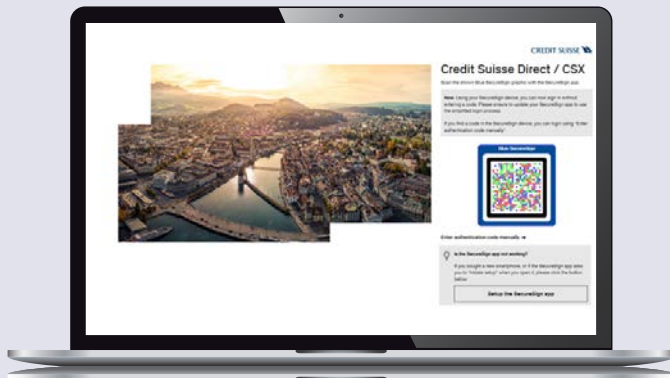 CREDIT SUISSE
Credit Suisse Direct / CSX
Scan the shown Blue SecureSign graphic with the SecureSign app.
New: Using your SecureSign device, you can now sign in without
entering a code. Please ensure to update your SecureSign app to use
the simplified login process.
If you find a code in the SecureSign device, you can login using "Enter
authentication code manually".
Blue SecureSign
Enter authentication code manually →
Is the SecureSign app not working?
If you bought a new smartphone, or if the SecureSign app asks
you to "Initiate setup" when you open it, please click the button
below.
Setup the SecureSign app